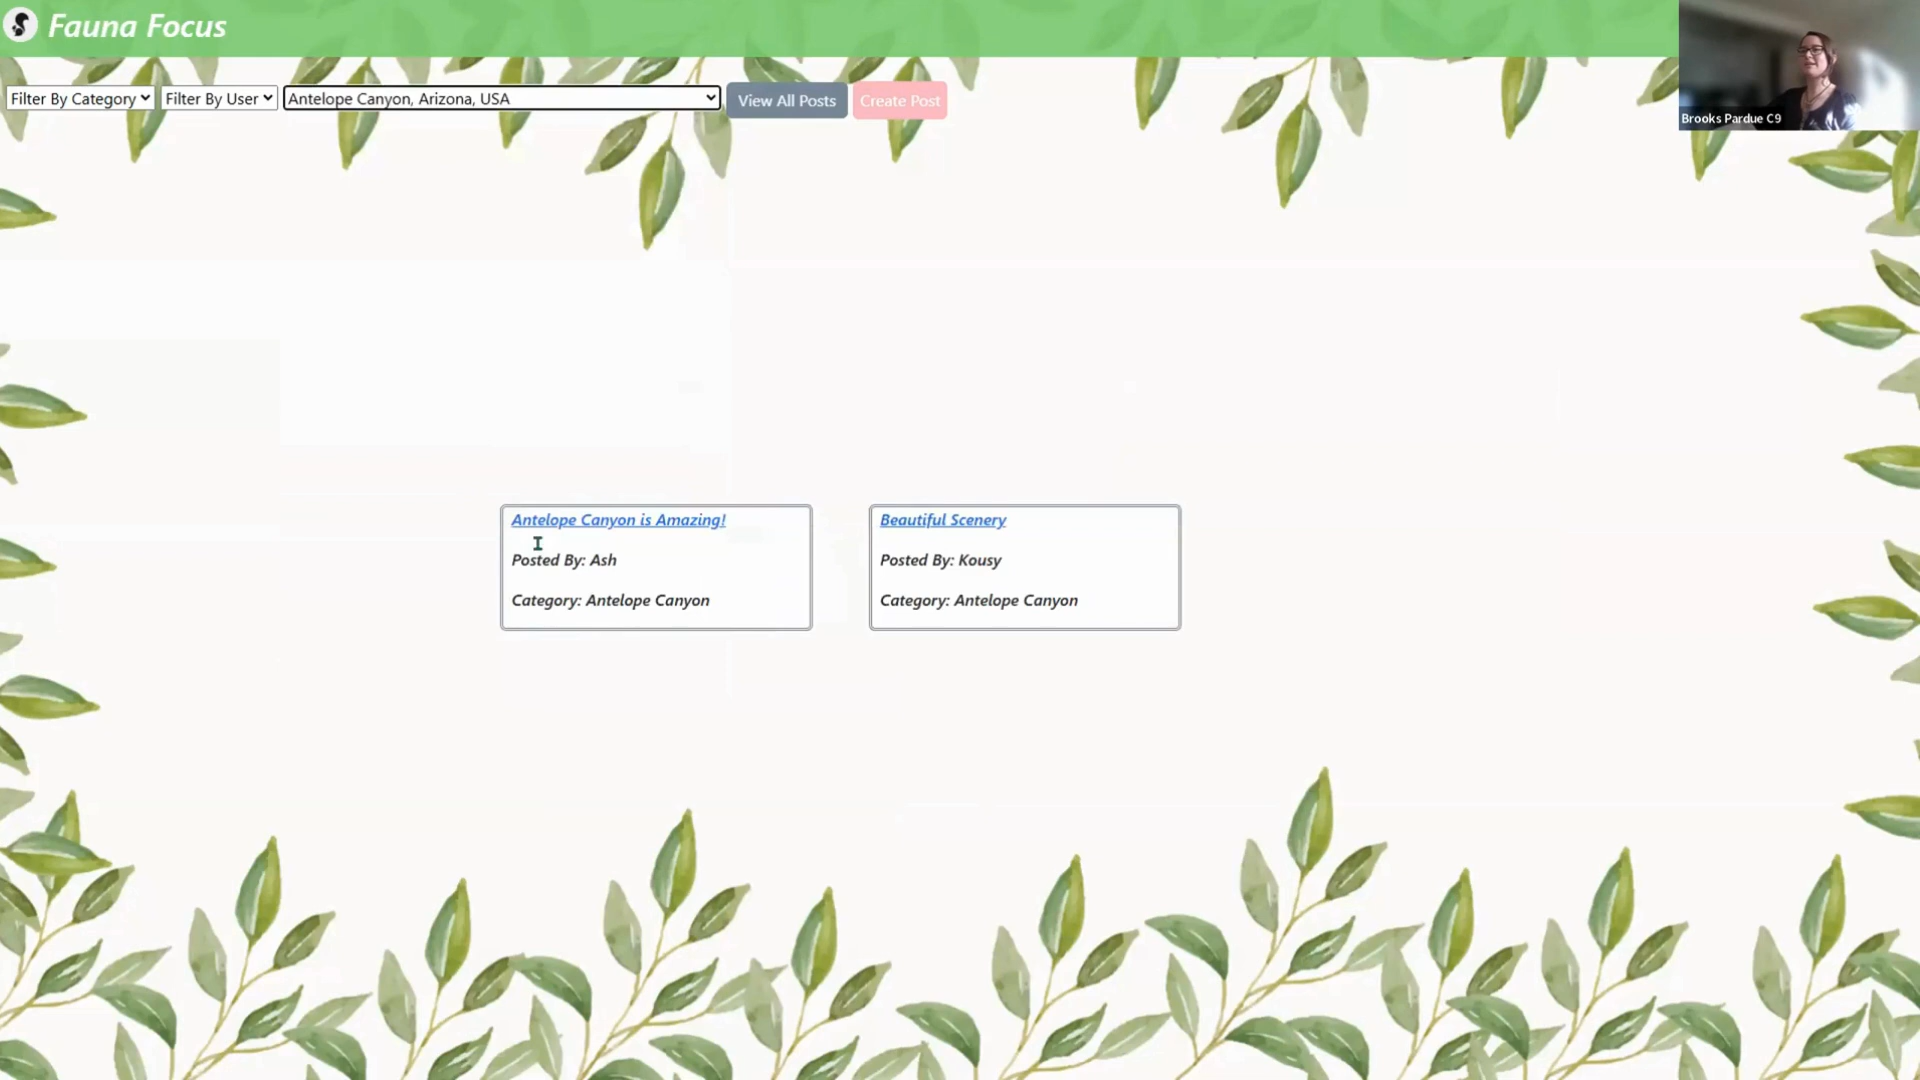 Fauna Focus
Brooks Pardue C9
Filter By Category
Filter By User
Antelope Canyon, Arizona, USA
View All Posts
Create Post
Antelope Canyon is Amazing!
Posted By: Ash
Category: Antelope Canyon
Beautiful Scenery
Posted By: Kousy
Category: Antelope Canyon